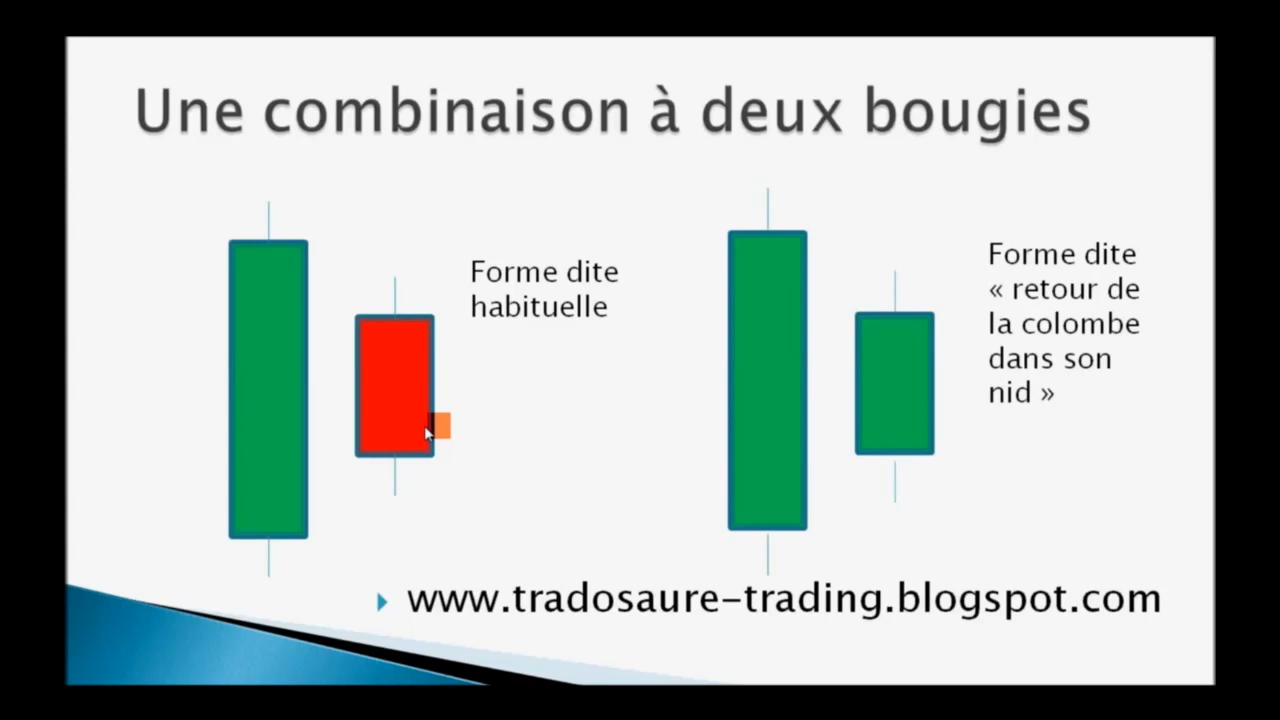 Une combinaison à deux bougies
Forme dite
habituelle
Forme dite
« retour de
la colombe
dans son
nid »
www.tradosaure-trading.blogspot.com